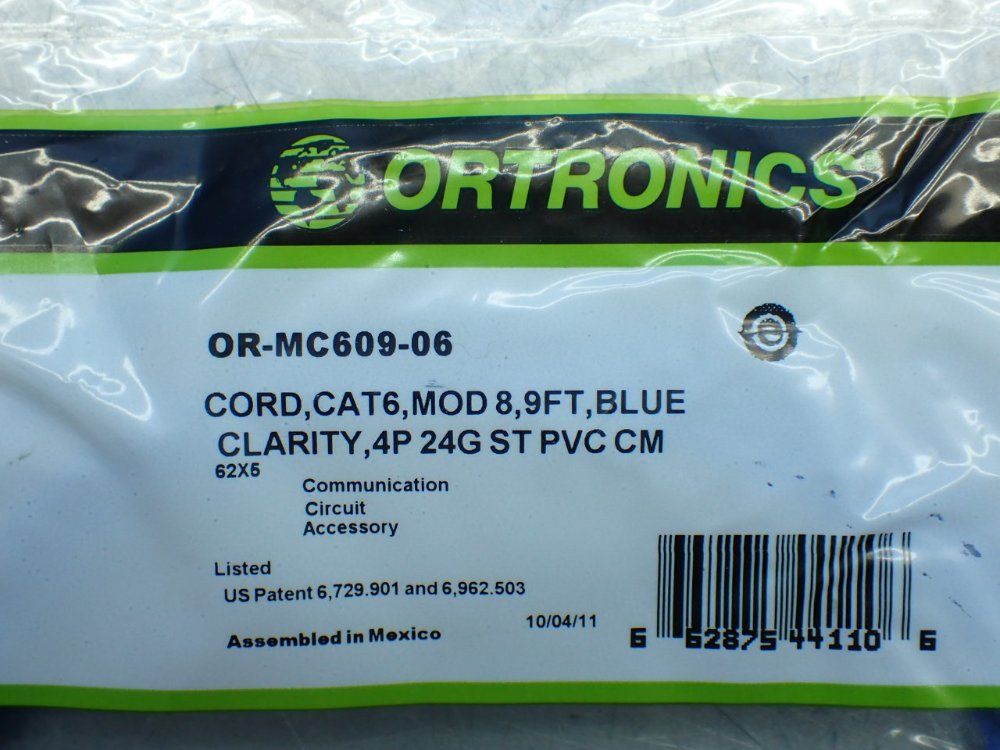 ORTRONICS®
OR-MC609-06
CORD,CAT6,MOD 8,9FT,BLUE
CLARITY,4P 24G ST PVC CM
62X5
Communication
Circuit
Accessory
Listed
US Patent 6,729.901 and 6,962.503
10/04/11
Assembled in Mexico
6 62875 44110 6